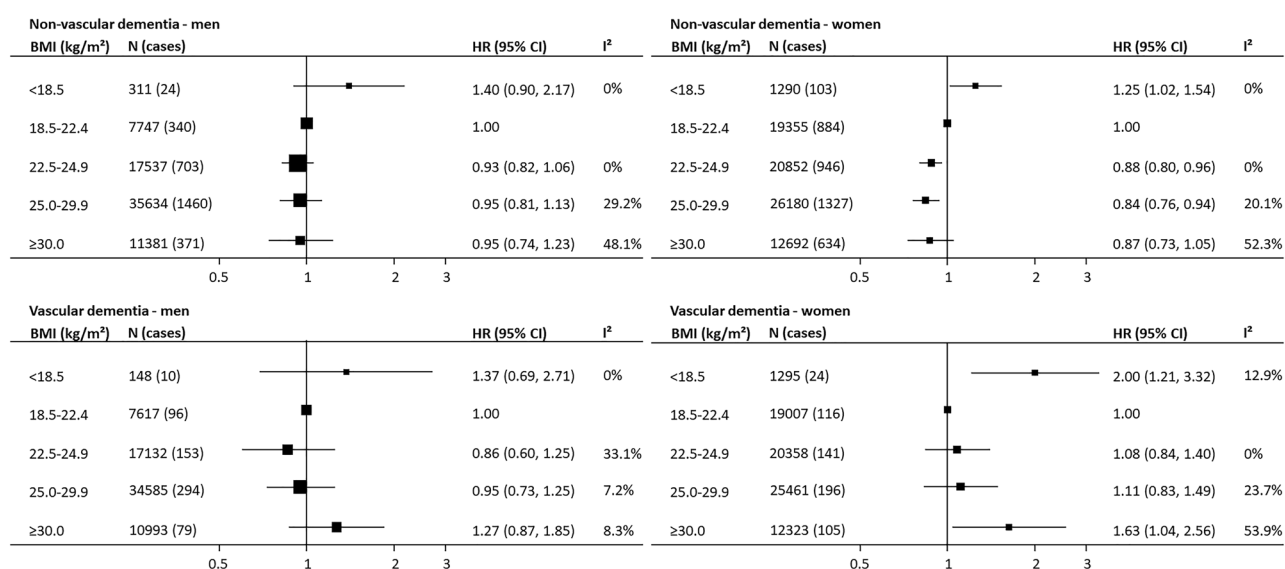 Non-vascular dementia - men
BMI (kg/m²) N (cases) HR (95% CI) I²
<18.5 311 (24) 1.40 (0.90, 2.17) 0%
18.5-22.4 7747 (340) 1.00
22.5-24.9 17537 (703) 0.93 (0.82, 1.06) 0%
25.0-29.9 35634 (1460) 0.95 (0.81, 1.13) 29.2%
≥30.0 11381 (371) 0.95 (0.74, 1.23) 48.1%
0.5 1 2 3
Non-vascular dementia - women
BMI (kg/m²) N (cases) HR (95% CI) I²
<18.5 1290 (103) 1.25 (1.02, 1.54) 0%
18.5-22.4 19355 (884) 1.00
22.5-24.9 20852 (946) 0.88 (0.80, 0.96) 0%
25.0-29.9 26180 (1327) 0.84 (0.76, 0.94) 20.1%
≥30.0 12692 (634) 0.87 (0.73, 1.05) 52.3%
0.5 1 2 3
Vascular dementia - men
BMI (kg/m²) N (cases) HR (95% CI) I²
<18.5 148 (10) 1.37 (0.69, 2.71) 0%
18.5-22.4 7617 (96) 1.00
22.5-24.9 17132 (153) 0.86 (0.60, 1.25) 33.1%
25.0-29.9 34585 (294) 0.95 (0.73, 1.25) 7.2%
≥30.0 10993 (79) 1.27 (0.87, 1.85) 8.3%
0.5 1 2 3
Vascular dementia - women
BMI (kg/m²) N (cases) HR (95% CI) I²
<18.5 1295 (24) 2.00 (1.21, 3.32) 12.9%
18.5-22.4 19007 (116) 1.00
22.5-24.9 20358 (141) 1.08 (0.84, 1.40) 0%
25.0-29.9 25461 (196) 1.11 (0.83, 1.49) 23.7%
≥30.0 12323 (105) 1.63 (1.04, 2.56) 53.9%
0.5 1 2 3